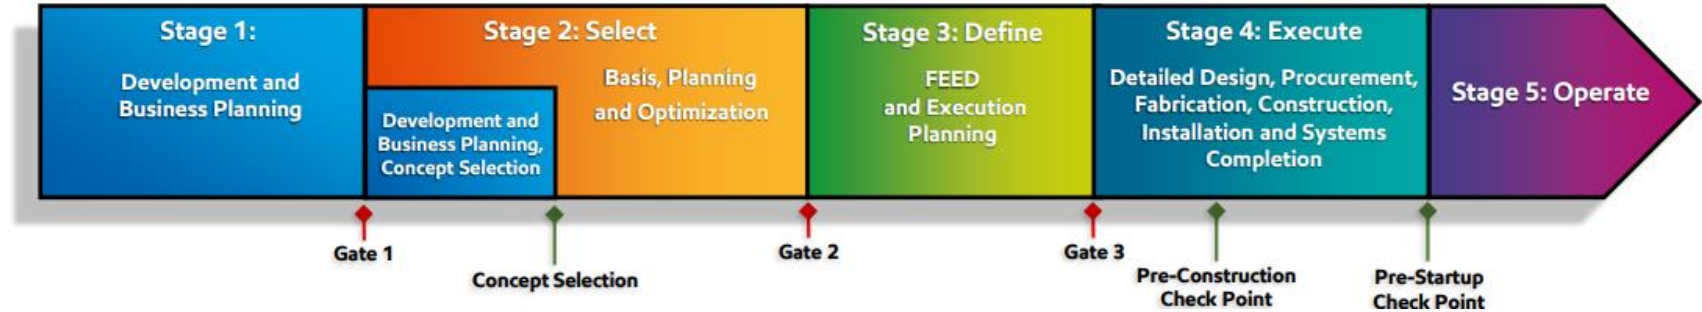 Stage 1:
Development and
Business Planning
Stage 2: Select
Basis, Planning
and Optimization
Development and
Business Planning,
Concept Selection
Stage 3: Define
FEED
and Execution
Planning
Stage 4: Execute
Detailed Design, Procurement,
Fabrication, Construction,
Installation and Systems
Completion
Stage 5: Operate
Gate 1
Concept Selection
Gate 2
Gate 3
Pre-Construction
Check Point
Pre-Startup
Check Point